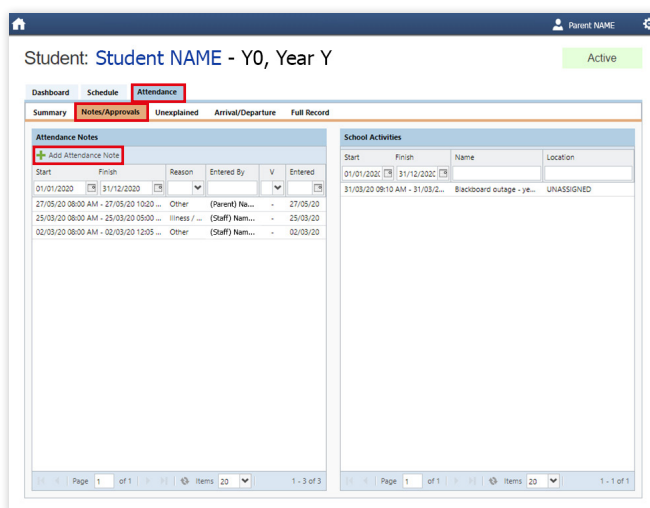 Parent NAME
Student: Student NAME - Y0, Year Y
Active
Dashboard Schedule Attendance
Summary Notes/Approvals Unexplained Arrival/Departure Full Record
Attendance Notes
Add Attendance Note
Start Finish Reason Entered By V Entered
01/01/2020 31/12/2020
27/05/20 08:00 AM - 27/05/20 10:20 ... Other (Parent) Na... - 27/05/20
25/03/20 08:00 AM - 25/03/20 05:00 ... Illness / ... (Staff) Nam... - 25/03/20
02/03/20 08:00 AM - 02/03/20 12:05 ... Other (Staff) Nam... - 02/03/20
Page 1 of 1 Items 20 1 - 3 of 3
School Activities
Start Finish Name Location
01/01/202( 31/12/202(
31/03/20 09:10 AM - 31/03/2... Blackboard outage - ye... UNASSIGNED
Page 1 of 1 Items 20 1 - 1 of 1